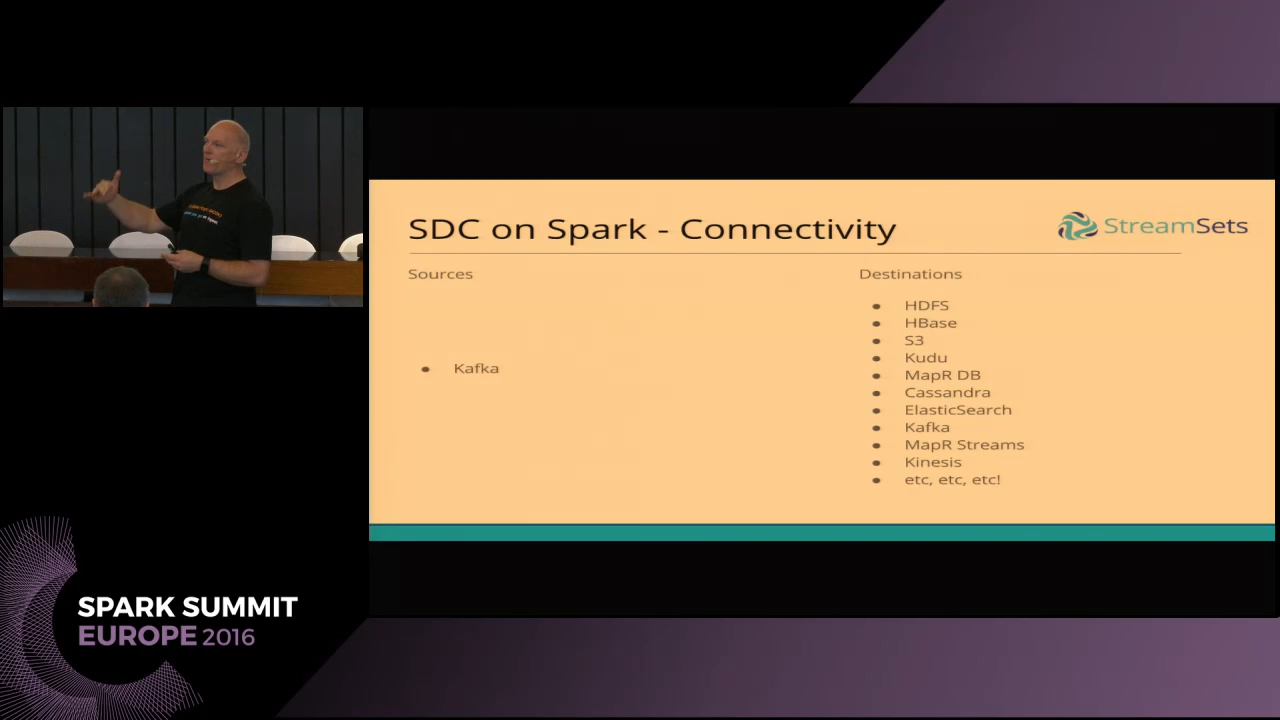 SDC on Spark - Connectivity
StreamSets
Sources
Kafka
Destinations
HDFS
HBase
S3
Kudu
MapR DB
Cassandra
ElasticSearch
Kafka
MapR Streams
Kinesis
etc, etc, etc!
SPARK SUMMIT
EUROPE 2016